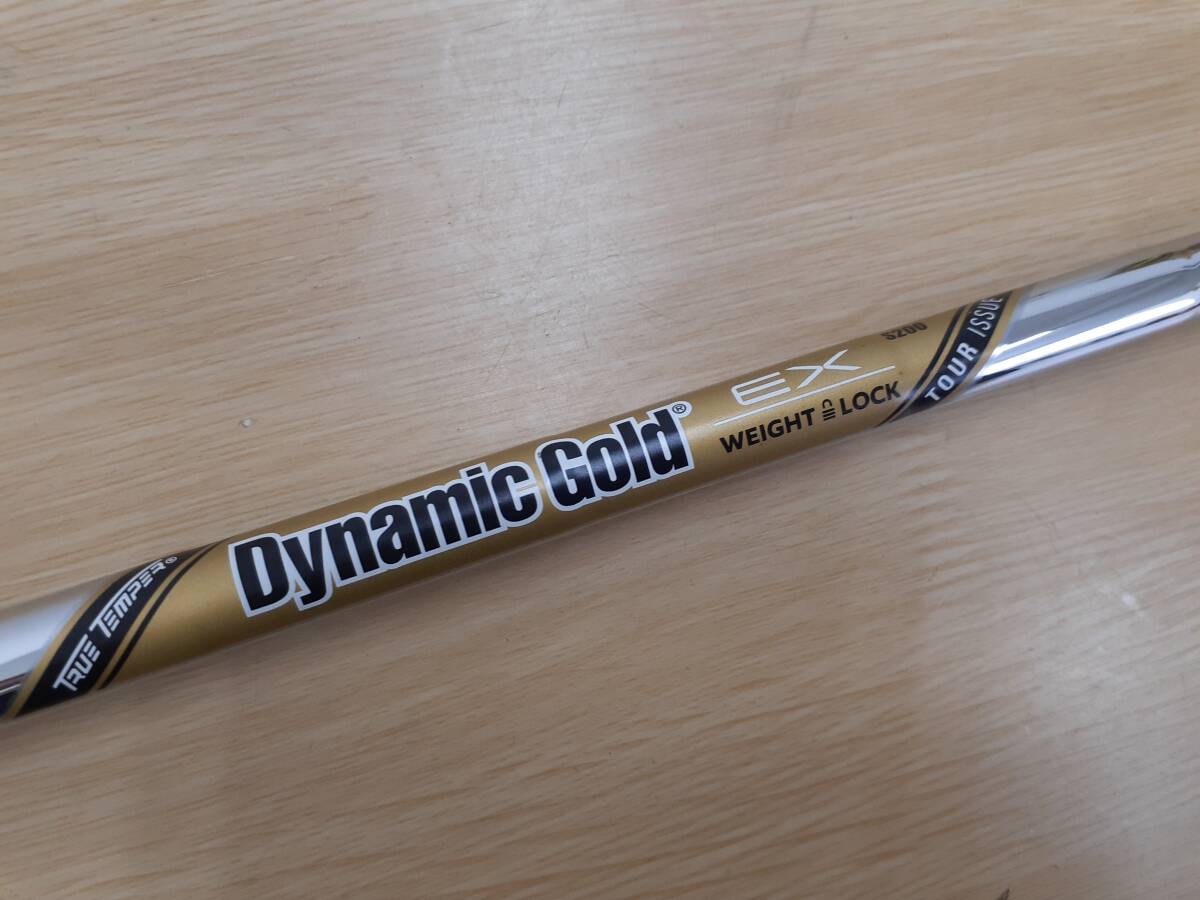 TRUE TEMPER®
Dynamic Gold®
EX
WEIGHT LOCK
S200
TOUR ISSUE